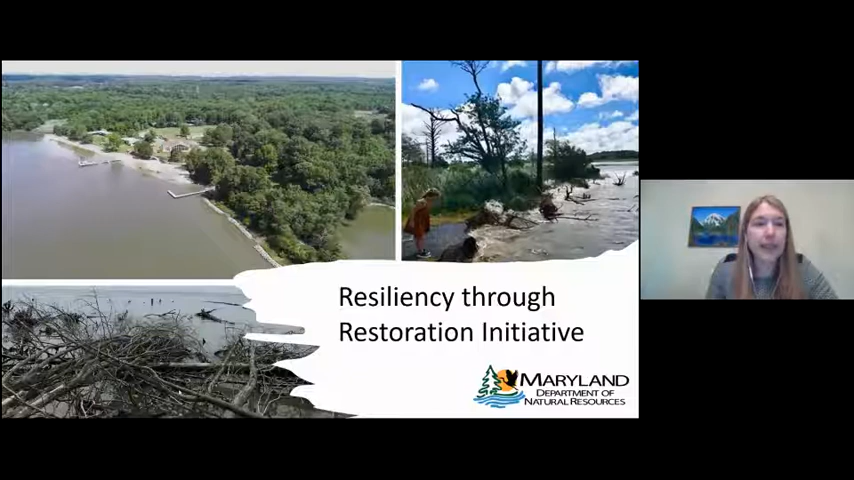 Resiliency through
Restoration Initiative
MARYLAND
DEPARTMENT OF
NATURAL RESOURCES